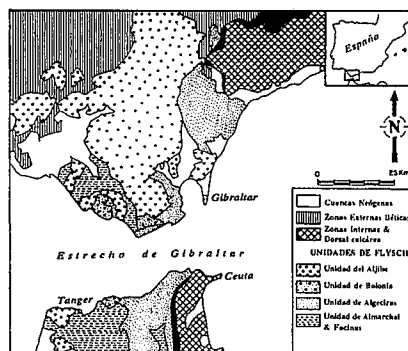 España
N
0 25 Km
Gibraltar
Estrecho de Gibraltar
Ceuta
Tanger
Cuencas Neógenas
Zonas Externas Béticas
Zonas Internas &
Dorsal calcárea
UNIDADES DE FLYSCH
Unidad del Aljibe
Unidad de Bolonia
Unidad de Algeciras
Unidad de Almarchal
& Facinas